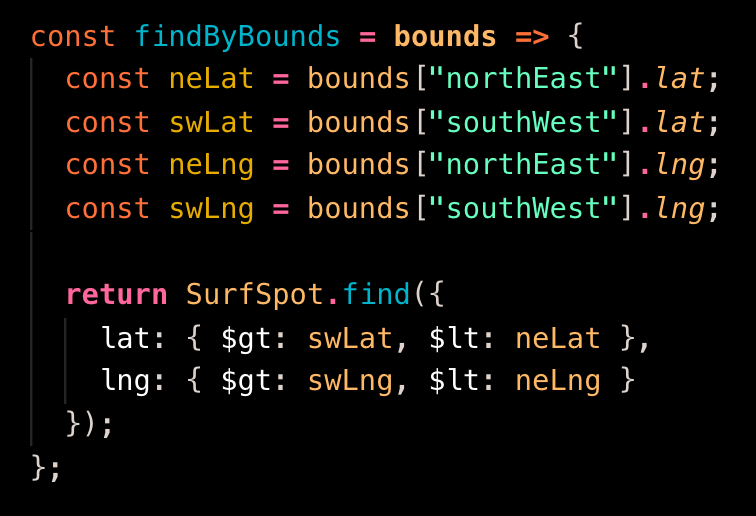 const findByBounds = bounds => {
  const neLat = bounds["northEast"].lat;
  const swLat = bounds["southWest"].lat;
  const neLng = bounds["northEast"].lng;
  const swLng = bounds["southWest"].lng;

  return SurfSpot.find({
    lat: { $gt: swLat, $lt: neLat },
    lng: { $gt: swLng, $lt: neLng }
  });
};